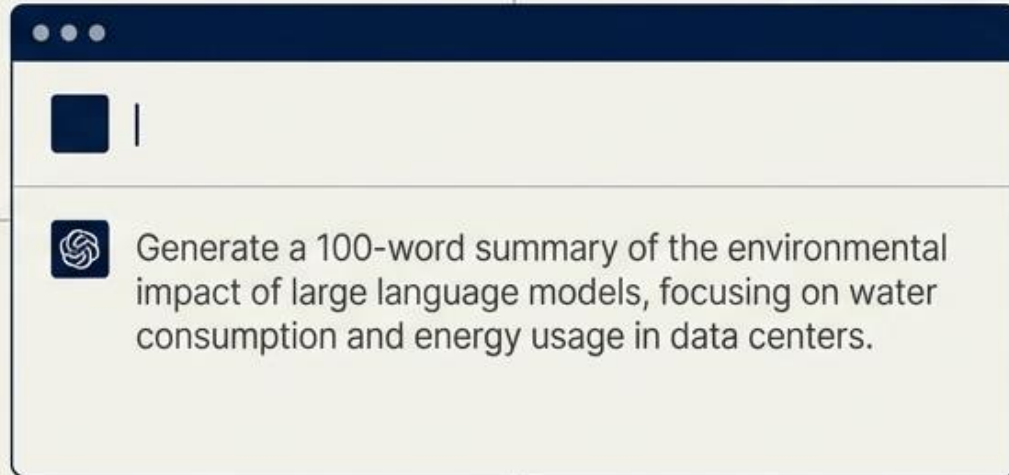 Generate a 100-word summary of the environmental
impact of large language models, focusing on water
consumption and energy usage in data centers.